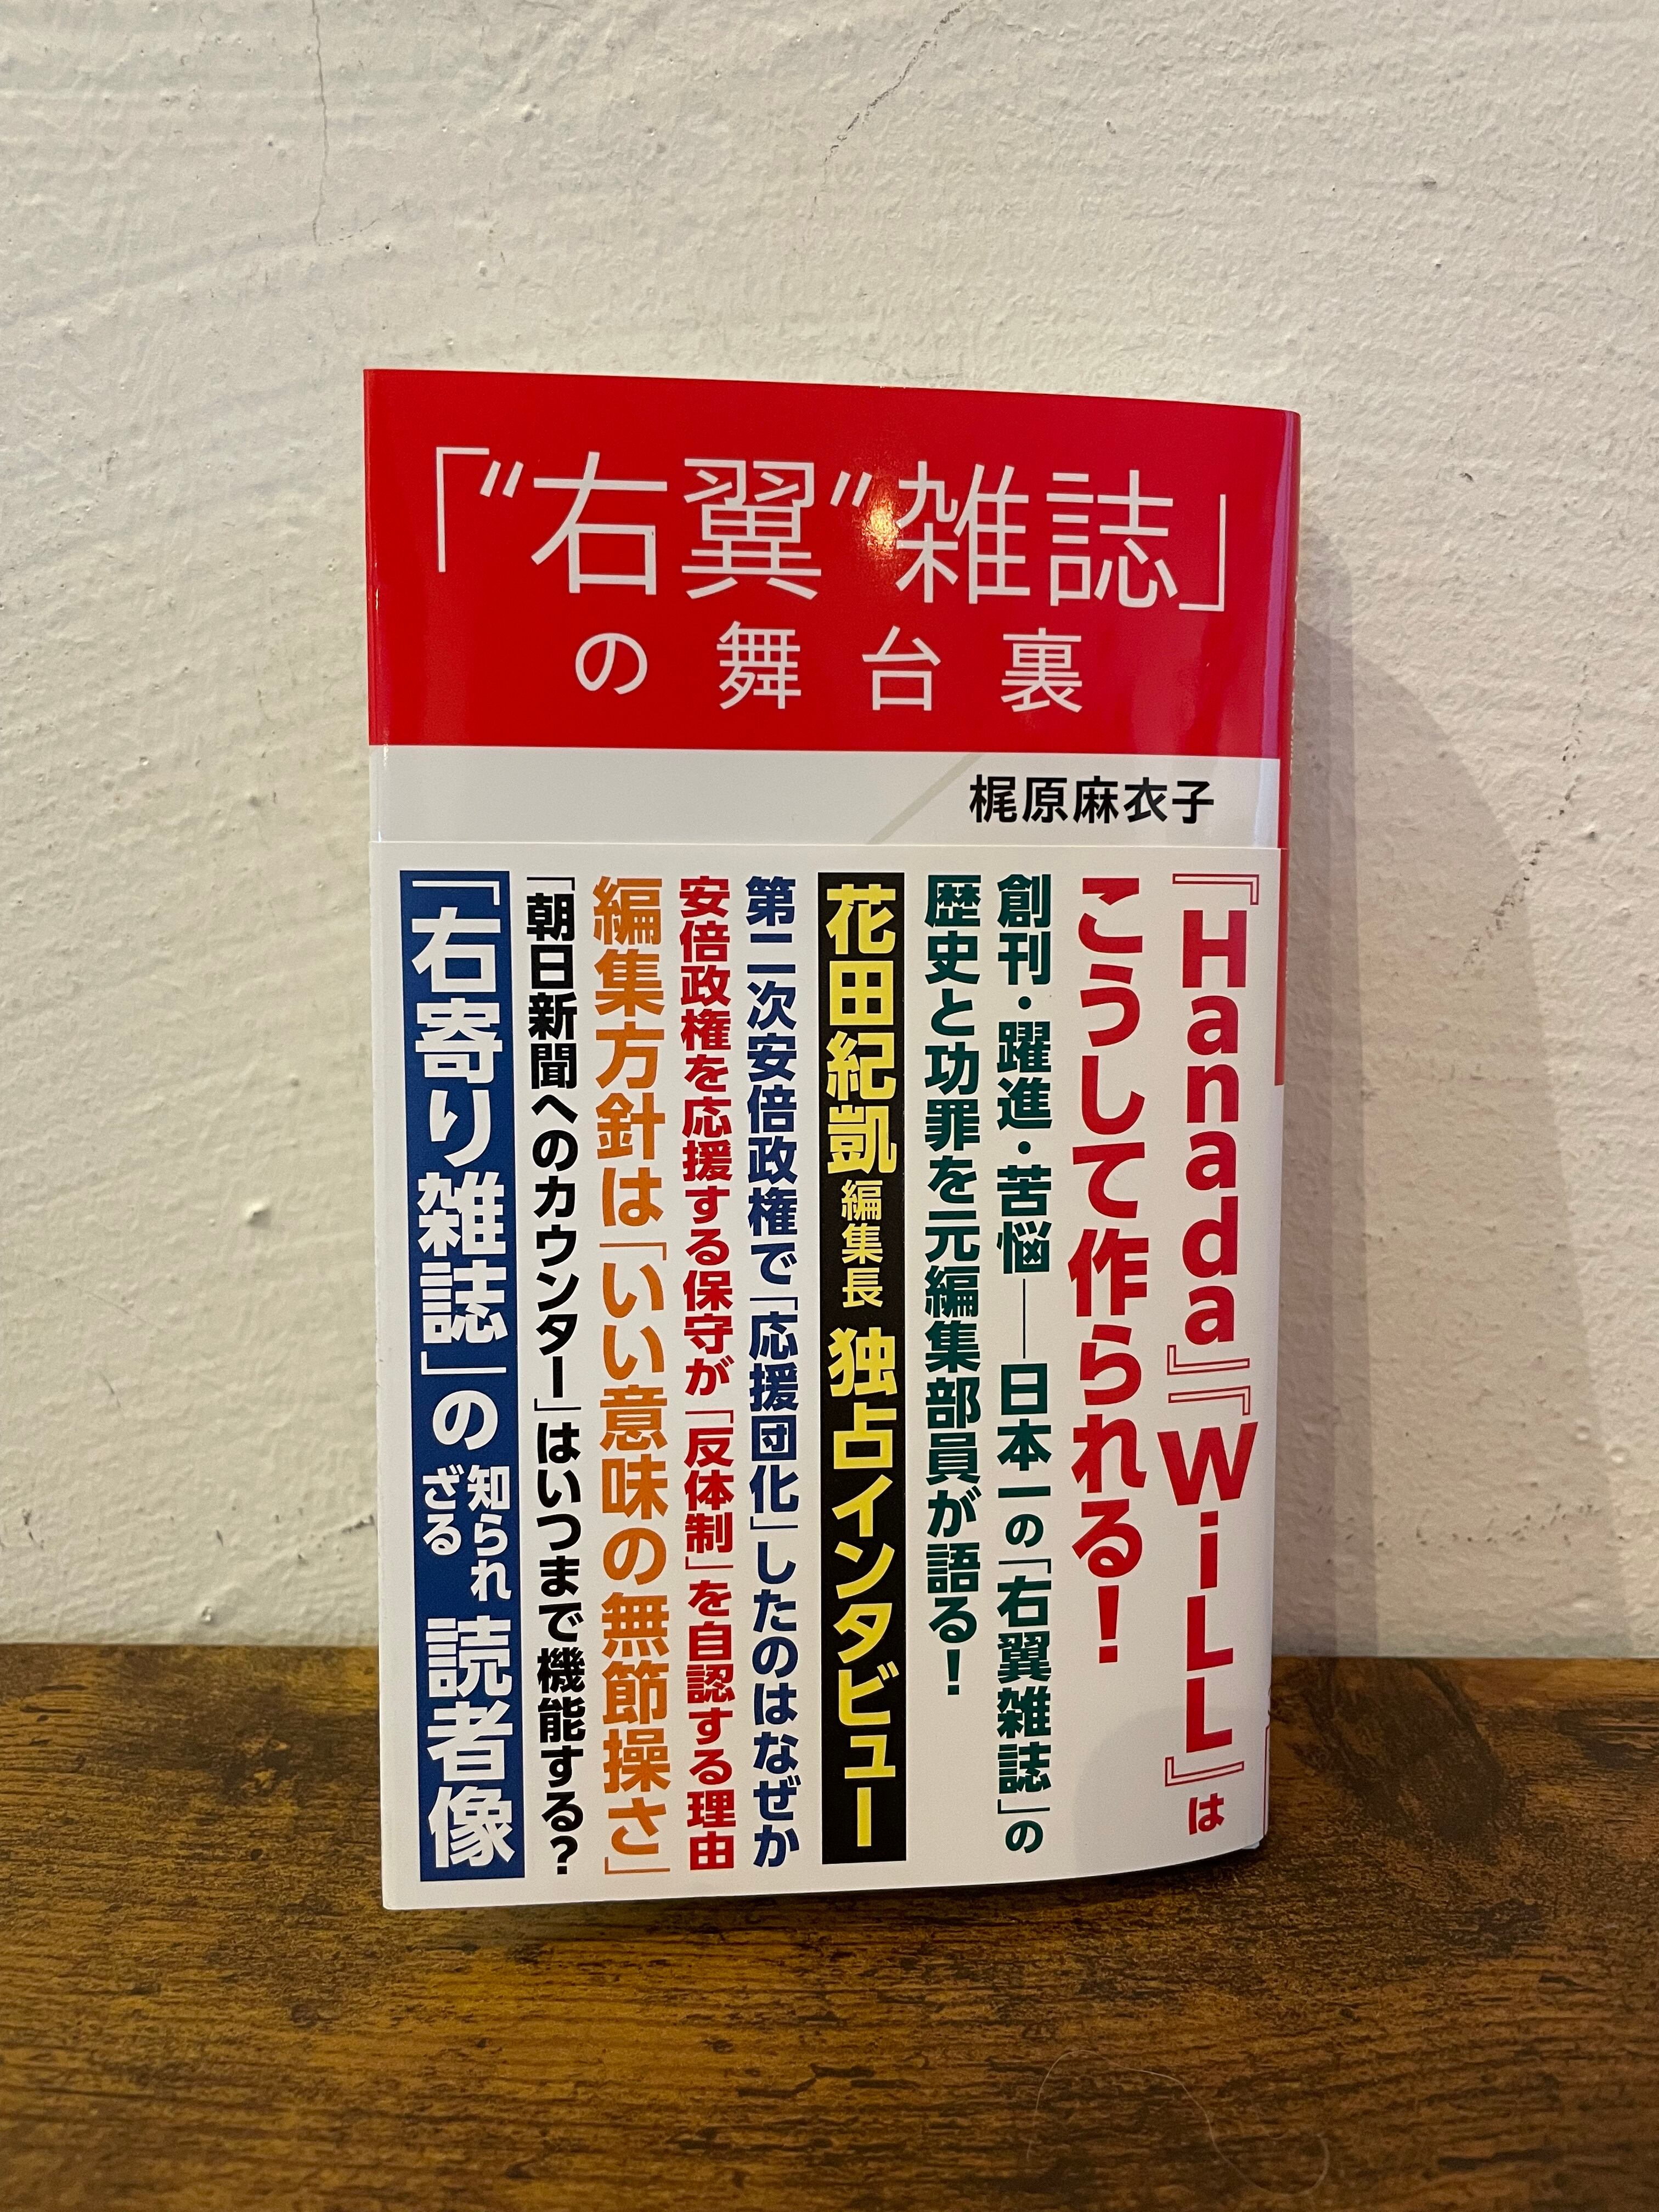 「“右翼”雑誌」
の舞台裏
梶原麻衣子
『Hanada』『WiLL』は
こうして作られる!
創刊・躍進・苦悩――日本一の「右翼雑誌」の
歴史と功罪を元編集部員が語る!
花田紀凱 編集長 独占インタビュー
第二次安倍政権で「応援団化」したのはなぜか
安倍政権を応援する保守が「反体制」を自認する理由
編集方針は「いい意味の無節操さ」
「朝日新聞へのカウンター」はいつまで機能する?
「右寄り雑誌」の知られざる読者像